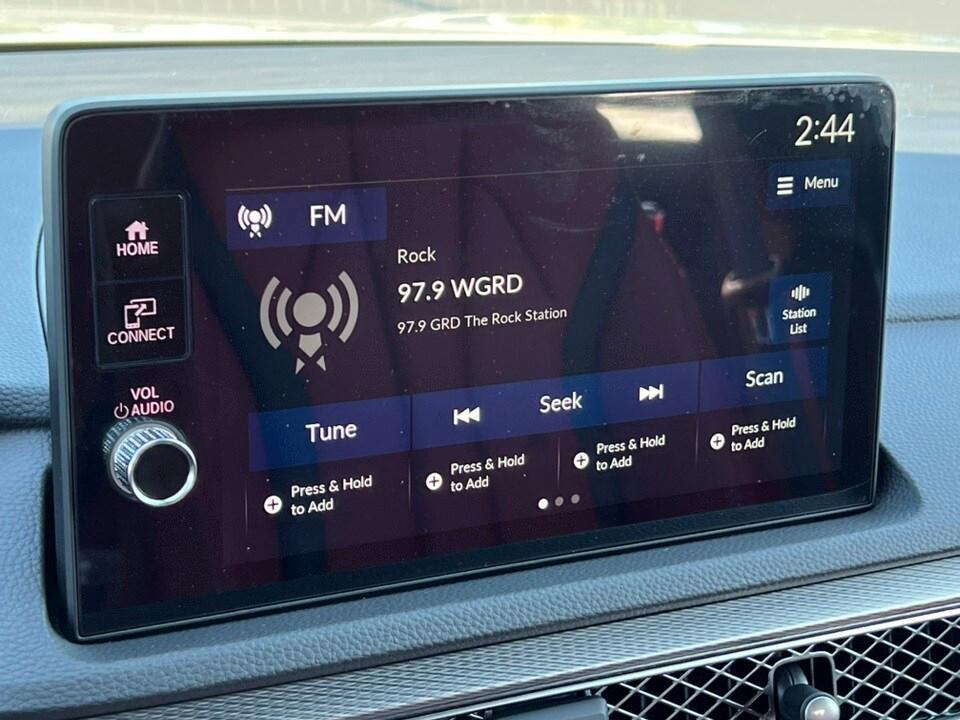 2:44
Menu
FM
HOME
Rock
97.9 WGRD
97.9 GRD The Rock Station
Station
List
CONNECT
VOL
AUDIO
Tune
Seek
Scan
Press & Hold
to Add
Press & Hold
to Add
Press & Hold
to Add
Press & Hold
to Add